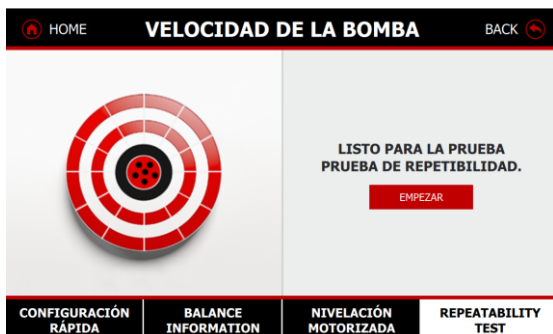 HOME
VELOCIDAD DE LA BOMBA
BACK
LISTO PARA LA PRUEBA
PRUEBA DE REPETIBILIDAD.
EMPEZAR
CONFIGURACIÓN
RÁPIDA
BALANCE
INFORMATION
NIVELACIÓN
MOTORIZADA
REPEATABILITY
TEST